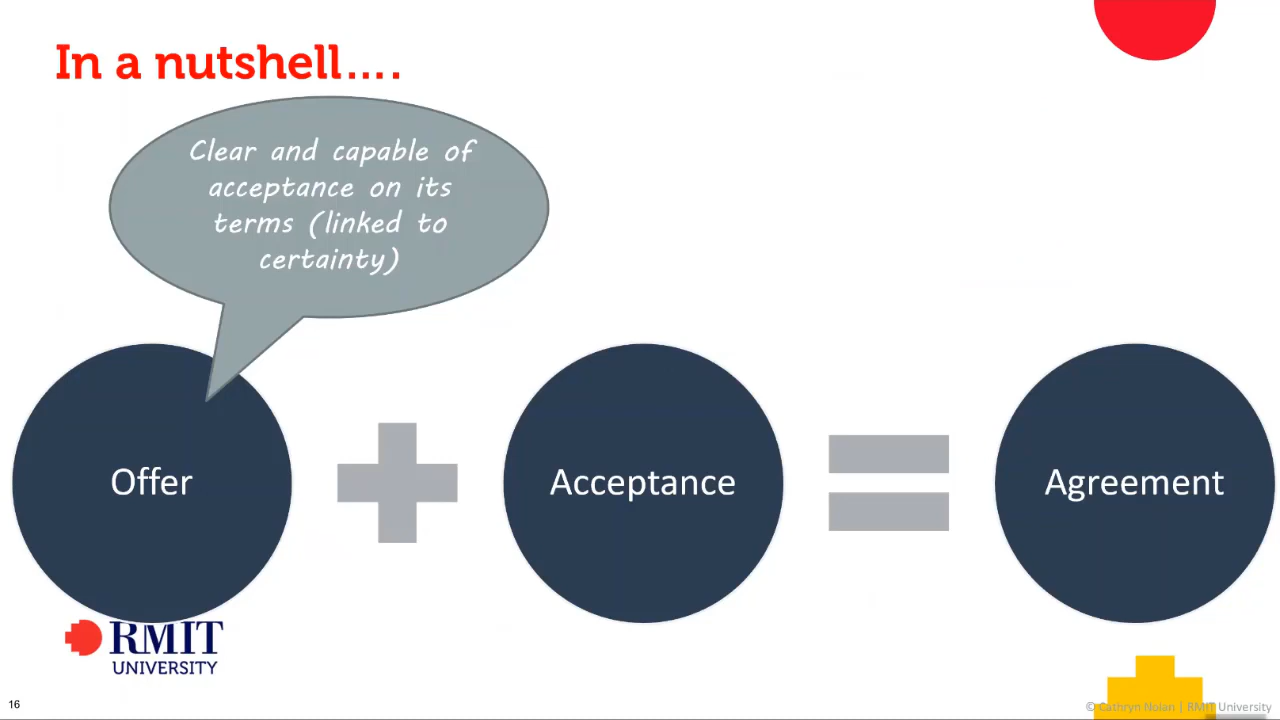 In a nutshell....
Clear and capable of
acceptance on its
terms (linked to
certainty)
Offer
Acceptance
Agreement
RMIT
UNIVERSITY
16
© Cathryn Nolan | RMIT University